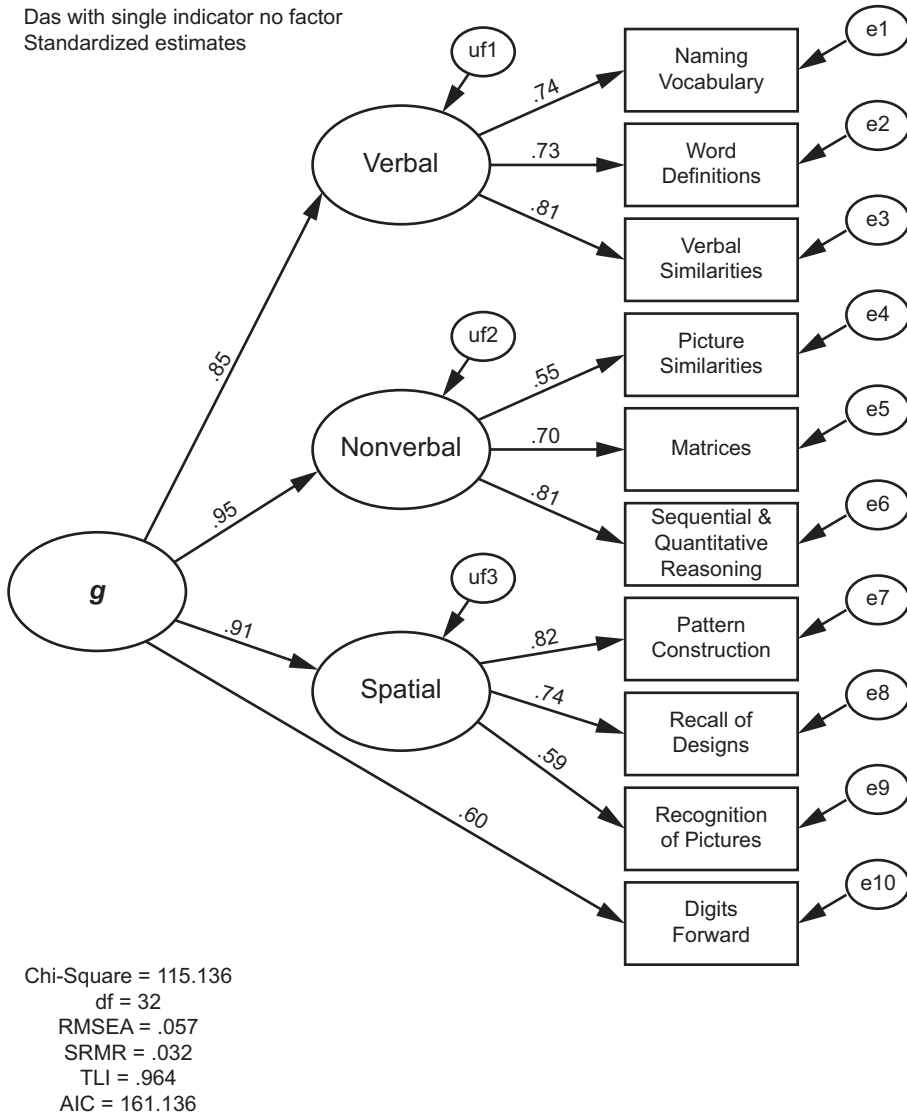 Das with single indicator no factor
Standardized estimates
uf1
Verbal
.74
.73
.81
Naming
Vocabulary
e1
Word
Definitions
e2
Verbal
Similarities
e3
.85
uf2
Nonverbal
.55
.70
.81
Picture
Similarities
e4
Matrices
e5
Sequential &
Quantitative
Reasoning
e6
.95
g
.91
uf3
Spatial
.82
.74
.59
Pattern
Construction
e7
Recall of
Designs
e8
Recognition
of Pictures
e9
.60
Digits
Forward
e10
Chi-Square = 115.136
df = 32
RMSEA = .057
SRMR = .032
TLI = .964
AIC = 161.136